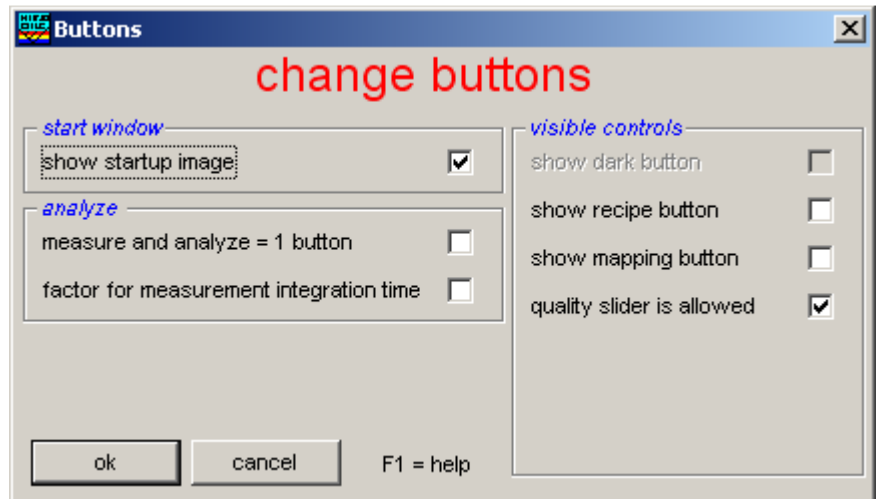 Buttons
change buttons
start window
show startup image
analyze
measure and analyze = 1 button
factor for measurement integration time
visible controls
show dark button
show recipe button
show mapping button
quality slider is allowed
ok
cancel
F1 = help